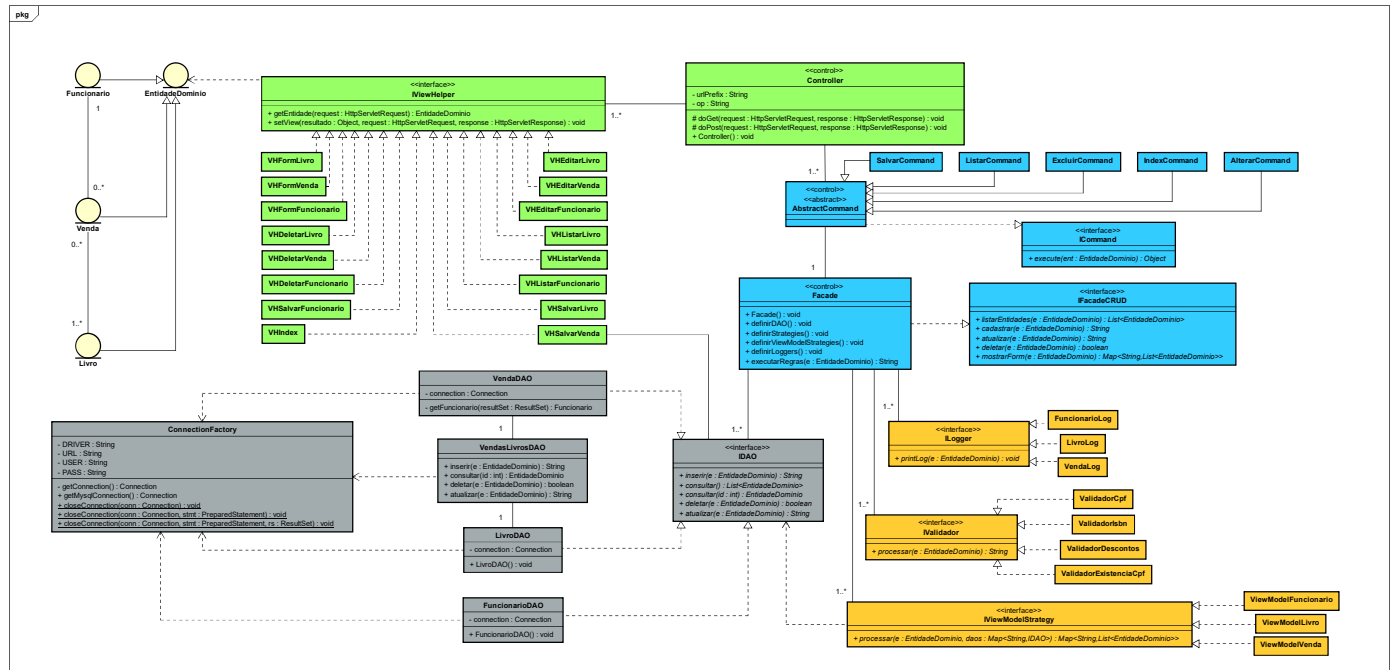 pkg
Funcionario
EntidadeDominio
1
0..*
Venda
0..*
1..*
Livro
<<interface>>
IViewHelper
+ getEntidade(request : HttpServletRequest) : EntidadeDominio
+ setView(resultado : Object, request : HttpServletRequest, response : HttpServletResponse) : void
1..*
<<control>>
Controller
- urlPrefix : String
- op : String
# doGet(request : HttpServletRequest, response : HttpServletResponse) : void
# doPost(request : HttpServletRequest, response : HttpServletResponse) : void
+ Controller() : void
VHFormLivro
VHFormVenda
VHFormFuncionario
VHDeletarLivro
VHDeletarVenda
VHDeletarFuncionario
VHSalvarFuncionario
VHIndex
VHEditarLivro
VHEditarVenda
VHEditarFuncionario
VHListarLivro
VHListarVenda
VHListarFuncionario
VHSalvarLivro
VHSalvarVenda
SalvarCommand
ListarCommand
ExcluirCommand
IndexCommand
AlterarCommand
1..*
<<control>>
<<abstract>>
AbstractCommand
<<interface>>
ICommand
+ execute(ent : EntidadeDominio) : Object
1
<<control>>
Facade
+ Facade() : void
+ definirDAO() : void
+ definirStrategies() : void
+ definirViewModelStrategies() : void
+ definirLoggers() : void
+ executarRegras(e : EntidadeDominio) : String
<<interface>>
IFacadeCRUD
+ listarEntidades(e : EntidadeDominio) : List<EntidadeDominio>
+ cadastrar(e : EntidadeDominio) : String
+ atualizar(e : EntidadeDominio) : String
+ deletar(e : EntidadeDominio) : boolean
+ mostrarForm(e : EntidadeDominio) : Map<String,List<EntidadeDominio>>
VendaDAO
- connection : Connection
- getFuncionario(resultSet : ResultSet) : Funcionario
1
ConnectionFactory
- DRIVER : String
- URL : String
- USER : String
- PASS : String
- getConnection() : Connection
+ getMysqlConnection() : Connection
+ closeConnection(conn : Connection) : void
+ closeConnection(conn : Connection, stmt : PreparedStatement) : void
+ closeConnection(conn : Connection, stmt : PreparedStatement, rs : ResultSet) : void
VendasLivrosDAO
+ inserir(e : EntidadeDominio) : String
+ consultar(id : int) : EntidadeDominio
+ deletar(e : EntidadeDominio) : boolean
+ atualizar(e : EntidadeDominio) : String
1
LivroDAO
- connection : Connection
+ LivroDAO() : void
FuncionarioDAO
- connection : Connection
+ FuncionarioDAO() : void
1..*
<<interface>>
IDAO
+ inserir(e : EntidadeDominio) : String
+ consultar() : List<EntidadeDominio>
+ consultar(id : int) : EntidadeDominio
+ deletar(e : EntidadeDominio) : boolean
+ atualizar(e : EntidadeDominio) : String
1..*
<<interface>>
ILogger
+ printLog(e : EntidadeDominio) : void
FuncionarioLog
LivroLog
VendaLog
1..*
<<interface>>
IValidador
+ processar(e : EntidadeDominio) : String
ValidadorCpf
ValidadorIsbn
ValidadorDescontos
ValidadorExistenciaCpf
1..*
<<interface>>
IViewModelStrategy
+ processar(e : EntidadeDominio, daos : Map<String,IDAO>) : Map<String,List<EntidadeDominio>>
ViewModelFuncionario
ViewModelLivro
ViewModelVenda